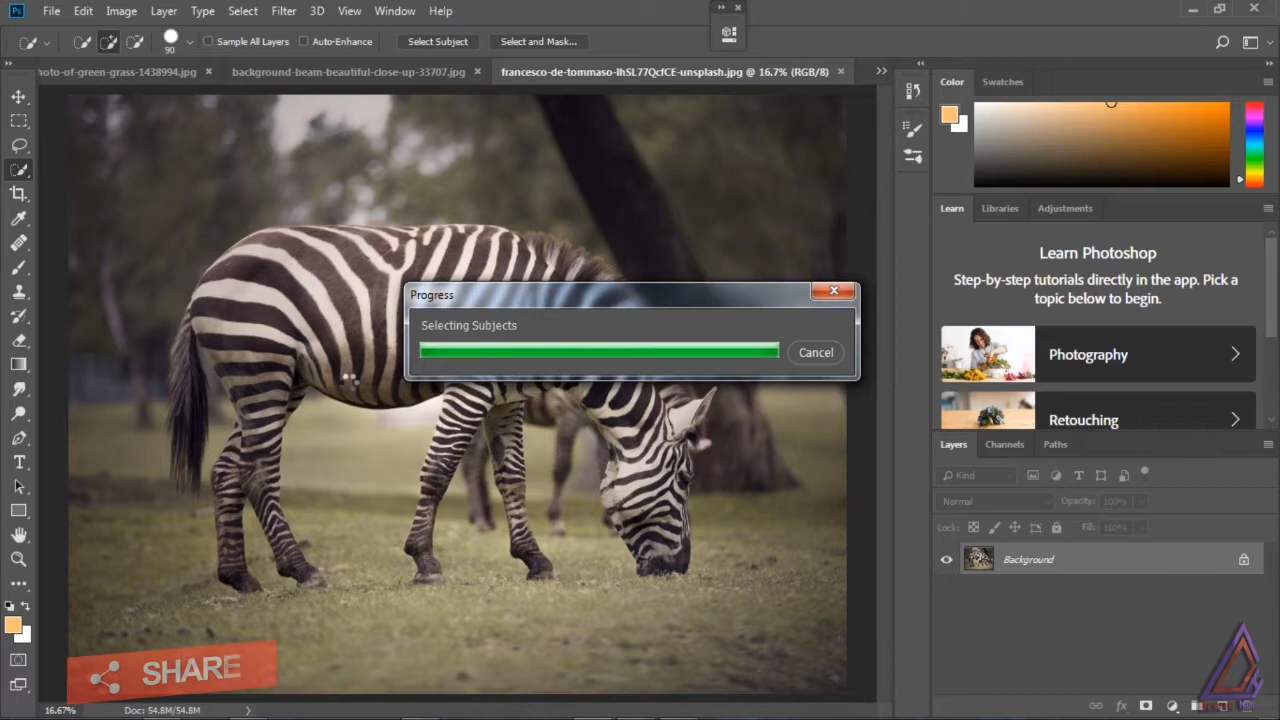 Ps File Edit Image Layer Type Select Filter 3D View Window Help
90 Sample All Layers Auto-Enhance Select Subject Select and Mask...
hoto-of-green-grass-1438994.png × background-beam-beautiful-close-up-33707.jpg × francesco-de-tommaso-lhSL77QcfCE-unsplash.jpg @ 16.7% (RGB/8) ×
Color Swatches
Learn Libraries Adjustments
Learn Photoshop
Step-by-step tutorials directly in the app. Pick a
topic below to begin.
Photography
Retouching
Progress
Selecting Subjects
Cancel
Layers Channels Paths
Kind
Normal Opacity: 100%
Lock: Fill: 100%
Background
SHARE
16.67% Doc: 54.8M/54.8M